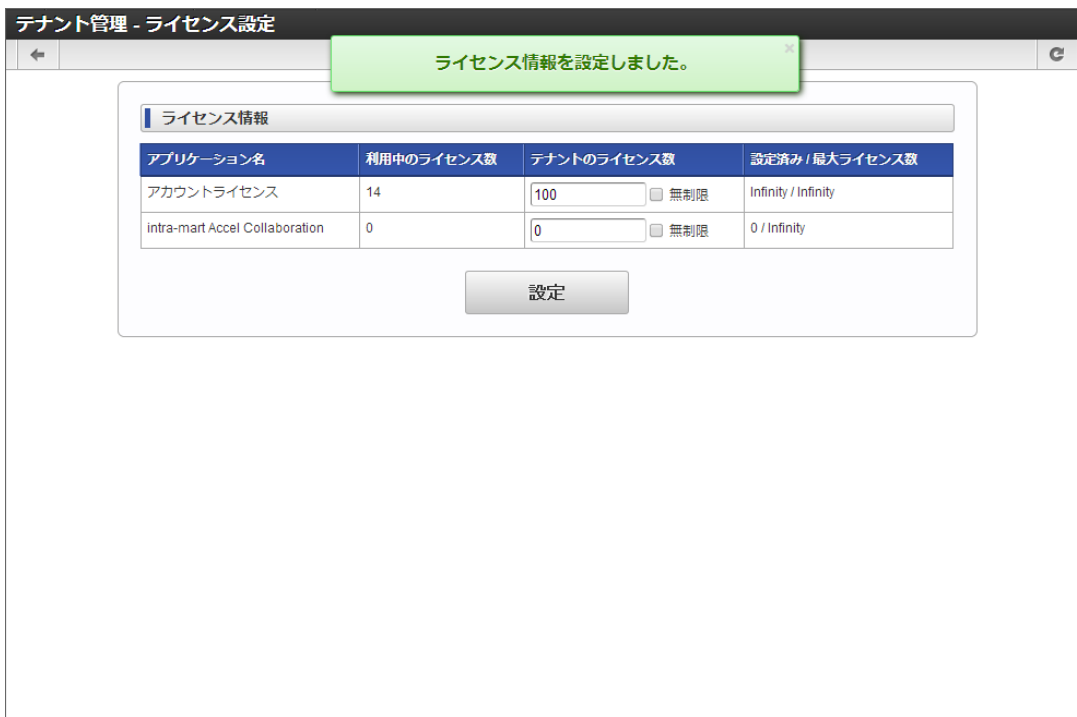 テナント管理 - ライセンス設定
ライセンス情報を設定しました。 ×
ライセンス情報
アプリケーション名 利用中のライセンス数 テナントのライセンス数 設定済み / 最大ライセンス数
アカウントライセンス 14 100 無制限 Infinity / Infinity
intra-mart Accel Collaboration 0 0 無制限 0 / Infinity
設定